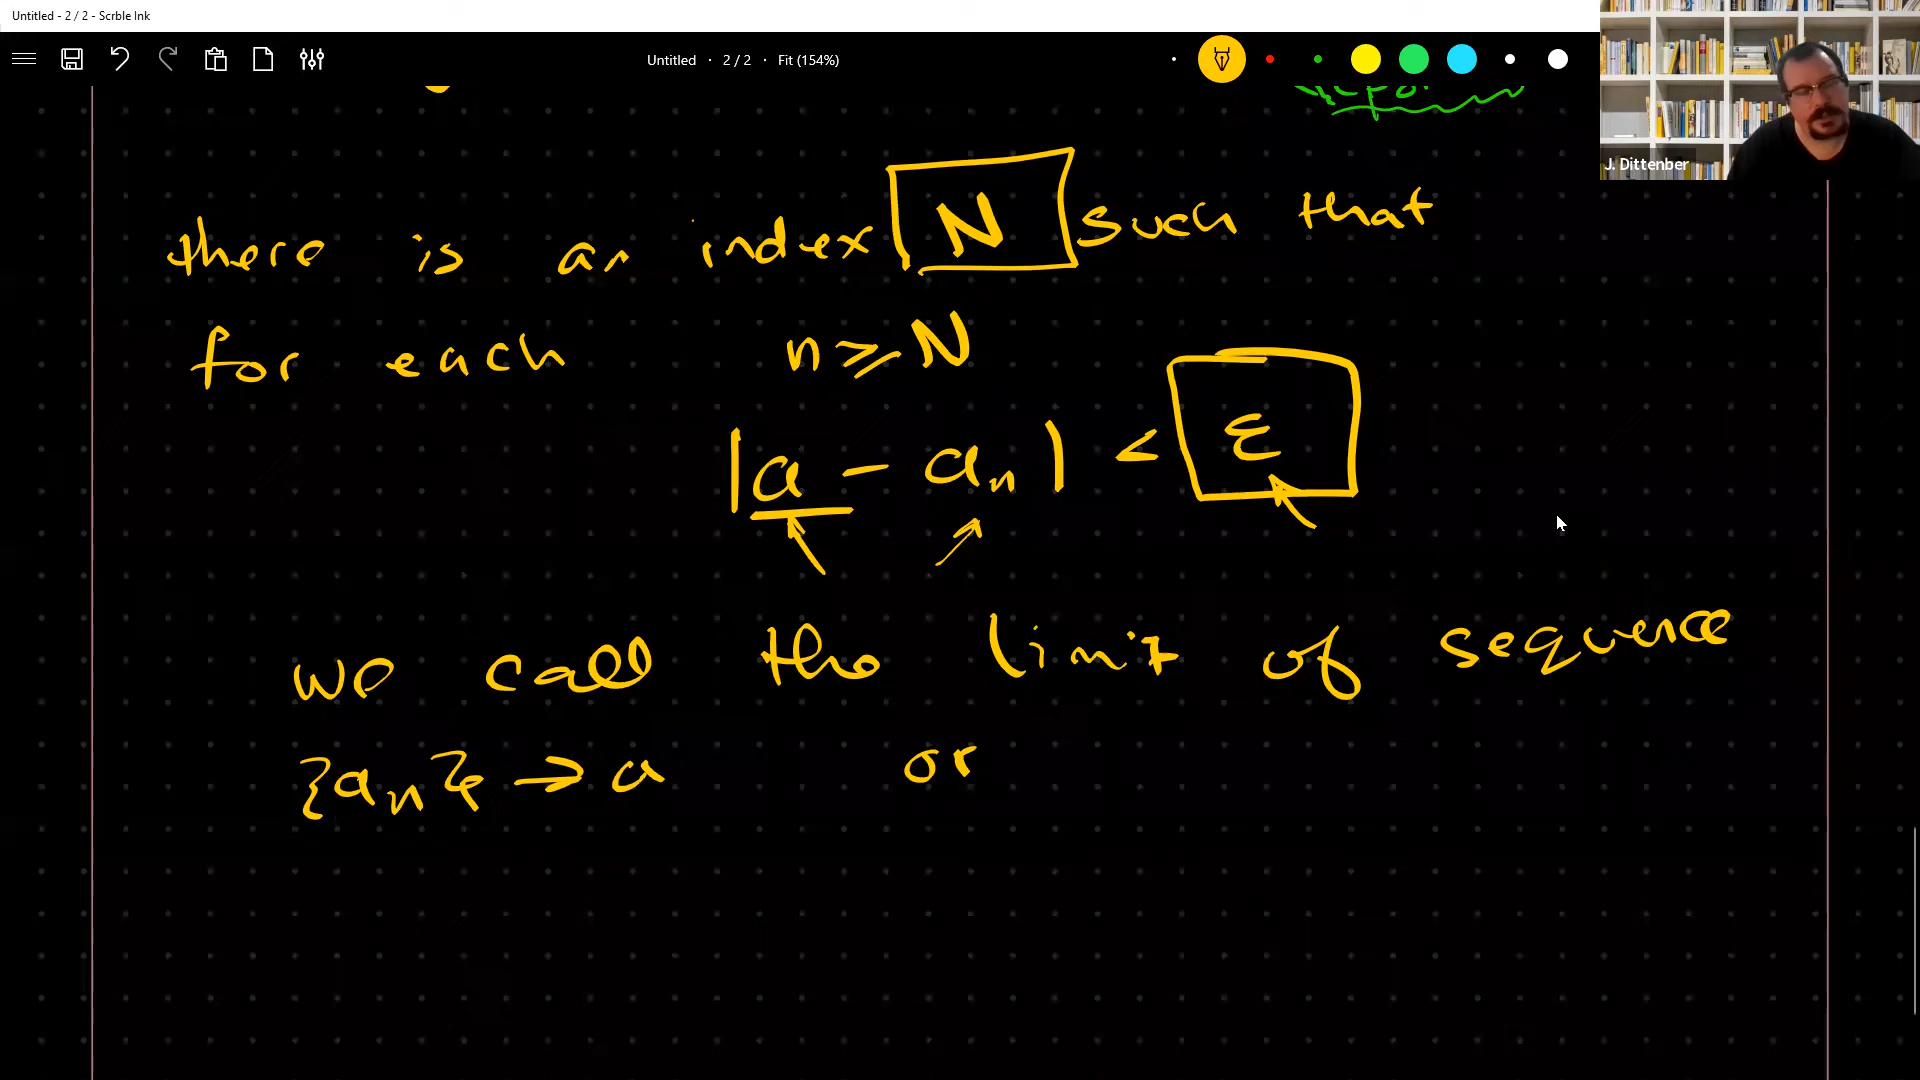 Untitled - 2 / 2 - Scrble Ink
Untitled · 2 / 2 · Fit (154%)
J. Dittenber
there is an index N such that
for each n ≥ N
|a - aₙ| < ε
we call the limit of sequence
{aₙ} → a or